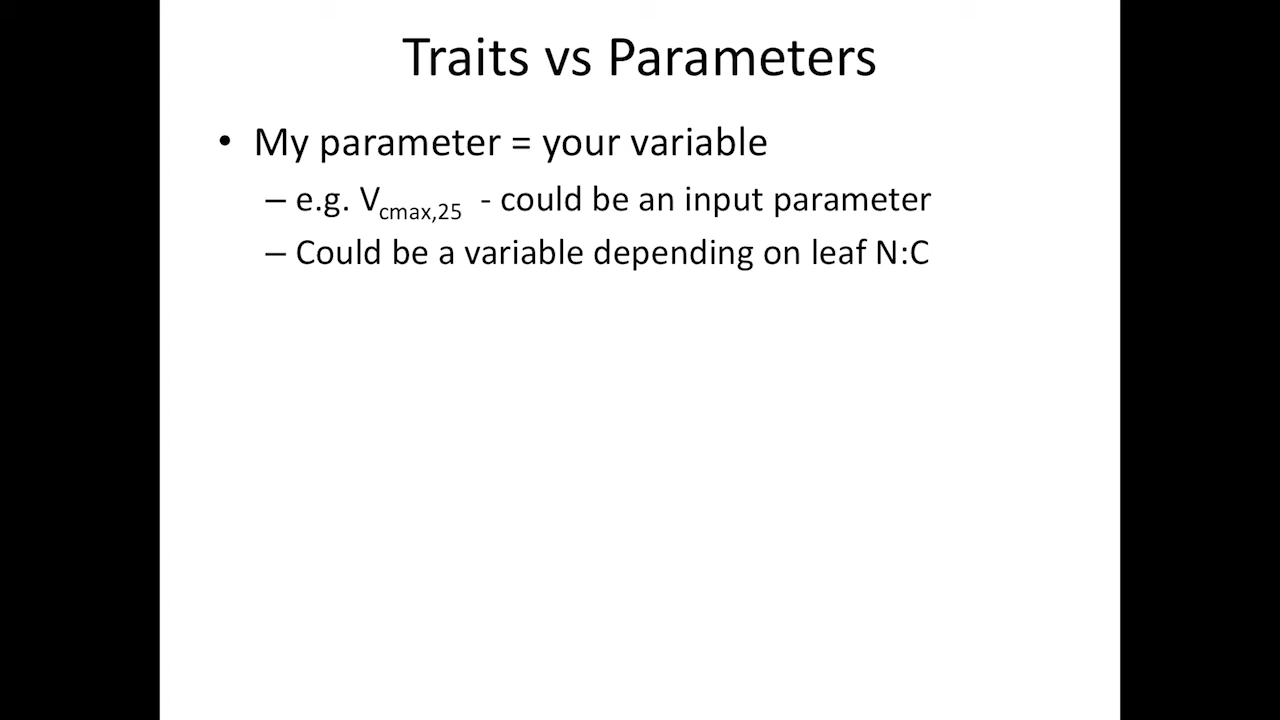 Traits vs Parameters
• My parameter = your variable
– e.g. Vcmax,25 - could be an input parameter
– Could be a variable depending on leaf N:C